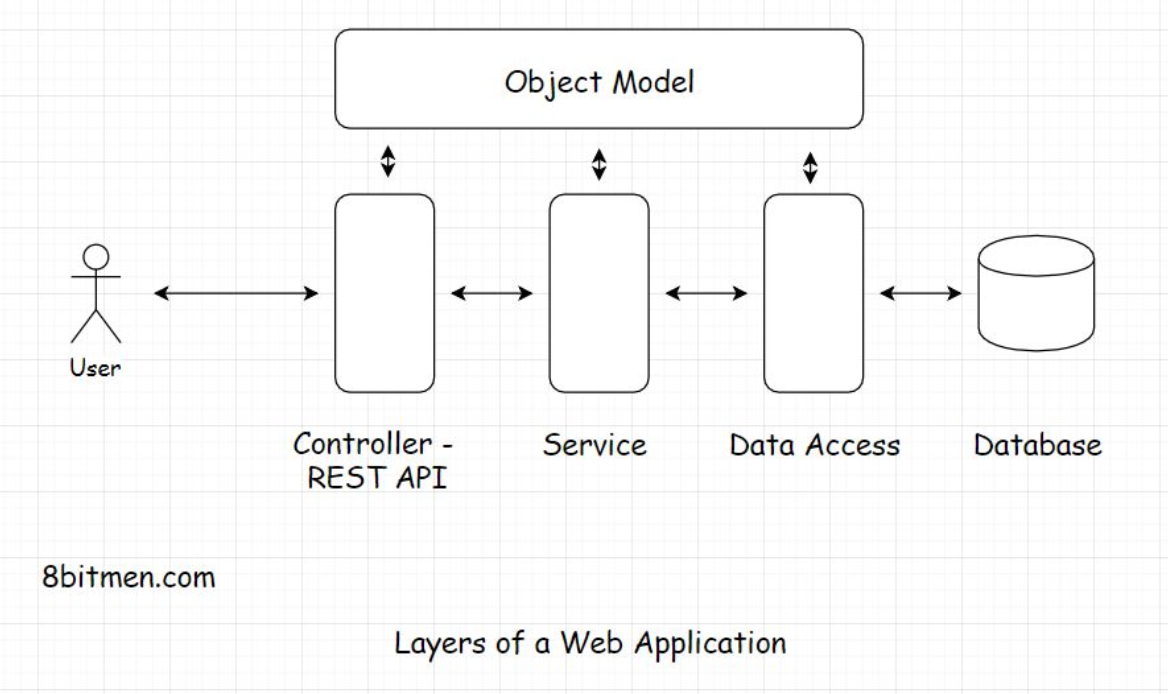 Object Model
User
Controller -
REST API
Service
Data Access
Database
8bitmen.com
Layers of a Web Application